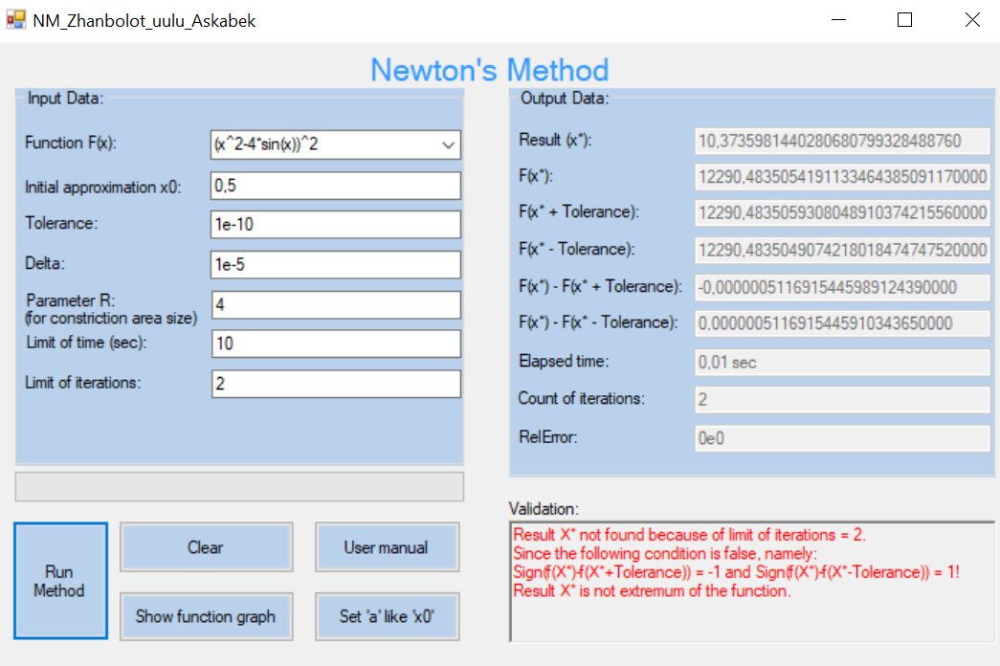 NM_Zhanbolot_uulu_Askabek
Newton's Method
Input Data:
Function F(x):
(x^2-4*sin(x))^2
Initial approximation x0:
0,5
Tolerance:
1e-10
Delta:
1e-5
Parameter R:
(for constriction area size)
4
Limit of time (sec):
10
Limit of iterations:
2
Run
Method
Clear
User manual
Show function graph
Set 'a' like 'x0'
Output Data:
Result (x*):
10,3735981440280680799328488760
F(x*):
12290,4835054191133464385091170000
F(x* + Tolerance):
12290,4835059308048910374215560000
F(x* - Tolerance):
12290,4835049074218018474747520000
F(x*) - F(x* + Tolerance):
-0,0000005116915445989124390000
F(x*) - F(x* - Tolerance):
0,0000005116915445910343650000
Elapsed time:
0,01 sec
Count of iterations:
2
RelError:
0e0
Validation:
Result X* not found because of limit of iterations = 2.
Since the following condition is false, namely:
Sign(f(X*)-f(X*+Tolerance)) = -1 and Sign(f(X*)-f(X*-Tolerance)) = 1!
Result X* is not extremum of the function.